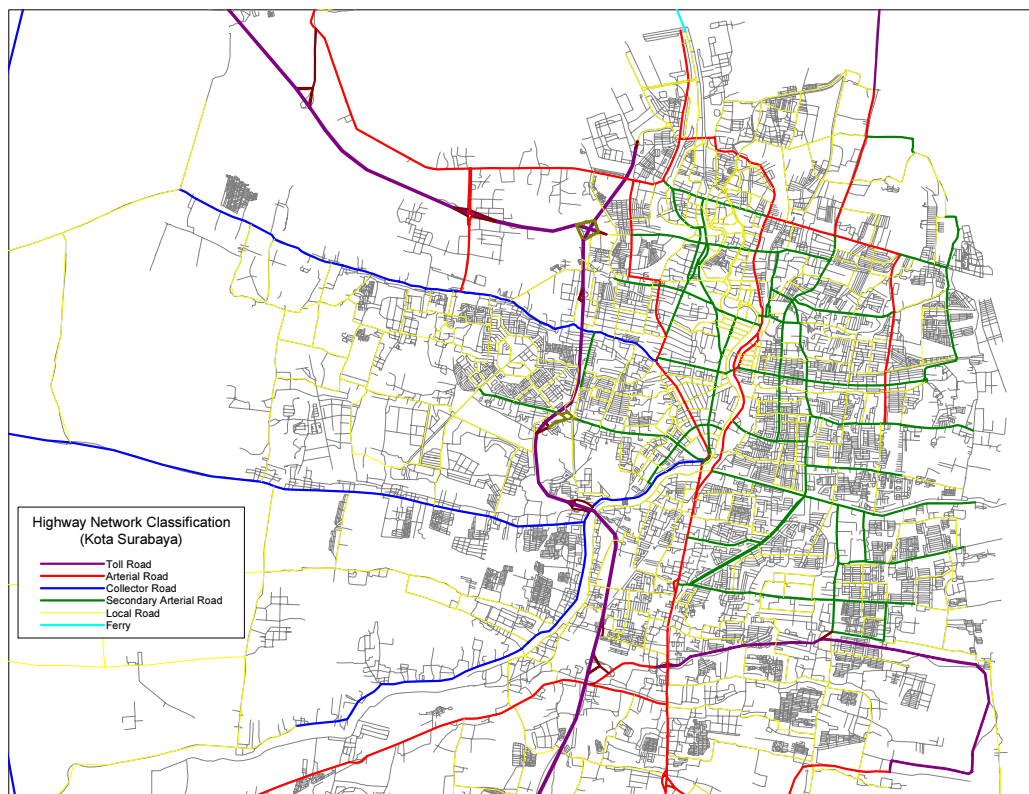 Highway Network Classification
(Kota Surabaya)
Toll Road
Arterial Road
Collector Road
Secondary Arterial Road
Local Road
Ferry